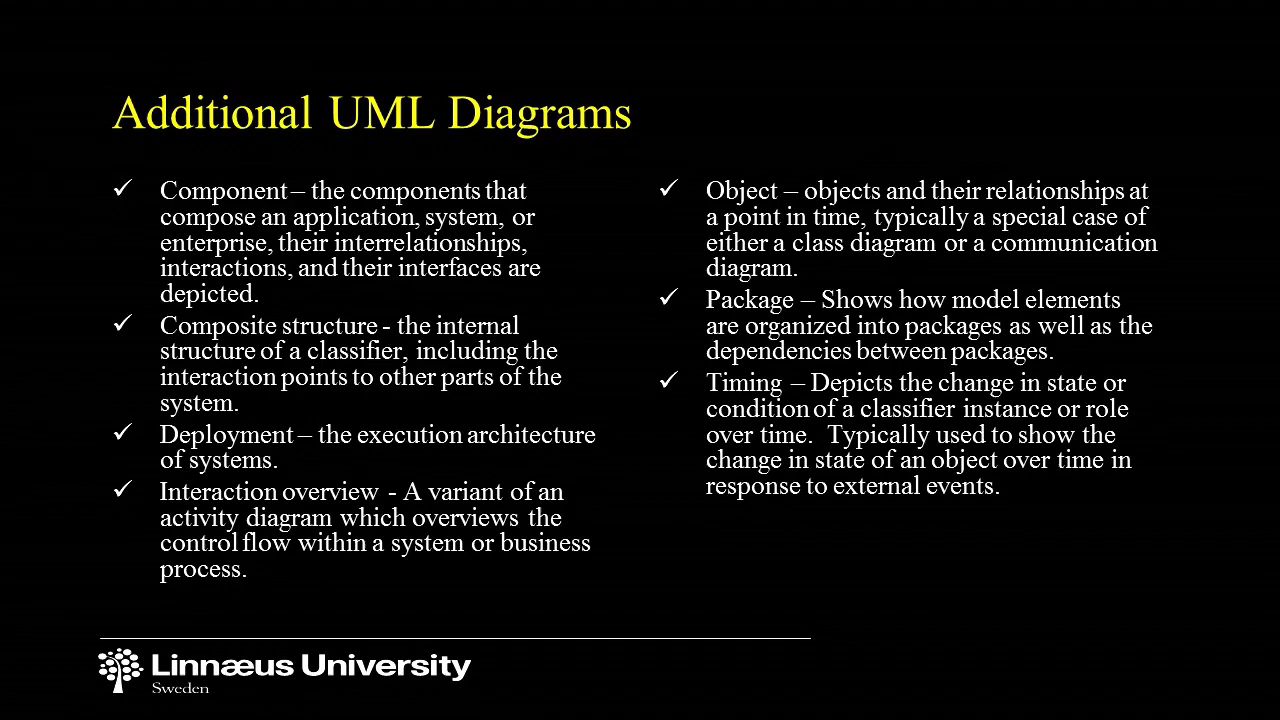 Additional UML Diagrams
✓ Component – the components that
compose an application, system, or
enterprise, their interrelationships,
interactions, and their interfaces are
depicted.
✓ Composite structure - the internal
structure of a classifier, including the
interaction points to other parts of the
system.
✓ Deployment – the execution architecture
of systems.
✓ Interaction overview - A variant of an
activity diagram which overviews the
control flow within a system or business
process.
✓ Object – objects and their relationships at
a point in time, typically a special case of
either a class diagram or a communication
diagram.
✓ Package – Shows how model elements
are organized into packages as well as the
dependencies between packages.
✓ Timing – Depicts the change in state or
condition of a classifier instance or role
over time.  Typically used to show the
change in state of an object over time in
response to external events.
Linnæus University
Sweden